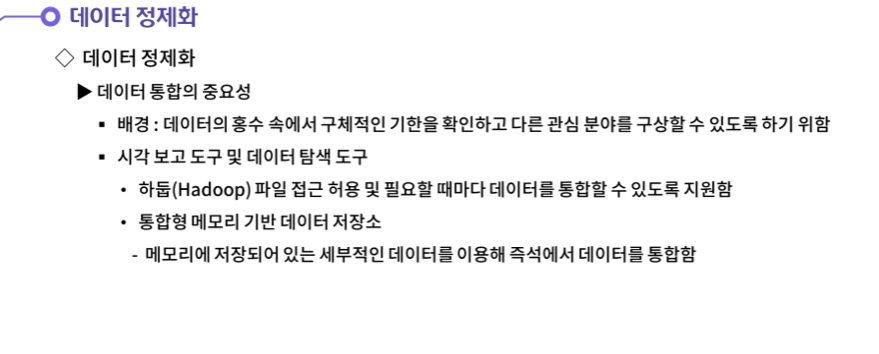 데이터 정제화
◇ 데이터 정제화
▶ 데이터 통합의 중요성
▪ 배경 : 데이터의 홍수 속에서 구체적인 기한을 확인하고 다른 관심 분야를 구상할 수 있도록 하기 위함
▪ 시각 보고 도구 및 데이터 탐색 도구
• 하둡(Hadoop) 파일 접근 허용 및 필요할 때마다 데이터를 통합할 수 있도록 지원함
• 통합형 메모리 기반 데이터 저장소
- 메모리에 저장되어 있는 세부적인 데이터를 이용해 즉석에서 데이터를 통합함